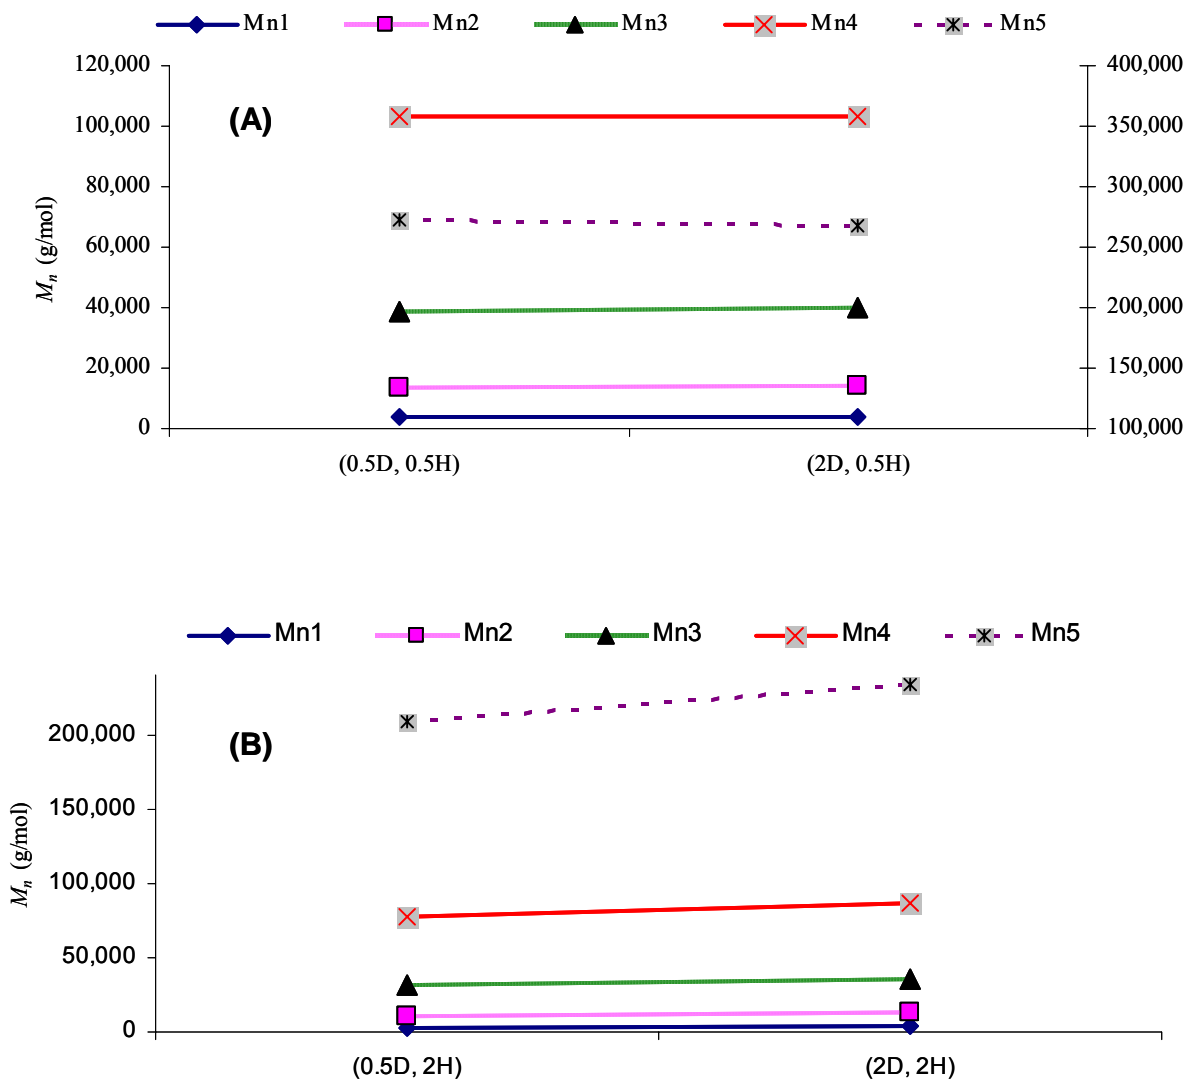 Mn1 Mn2 Mn3 Mn4 Mn5
120,000 400,000
(A)
100,000 350,000
80,000 300,000
60,000 250,000
40,000 200,000
20,000 150,000
0 100,000
Mn (g/mol)
(0.5D, 0.5H) (2D, 0.5H)
Mn1 Mn2 Mn3 Mn4 Mn5
200,000
(B)
150,000
100,000
50,000
0
Mn (g/mol)
(0.5D, 2H) (2D, 2H)